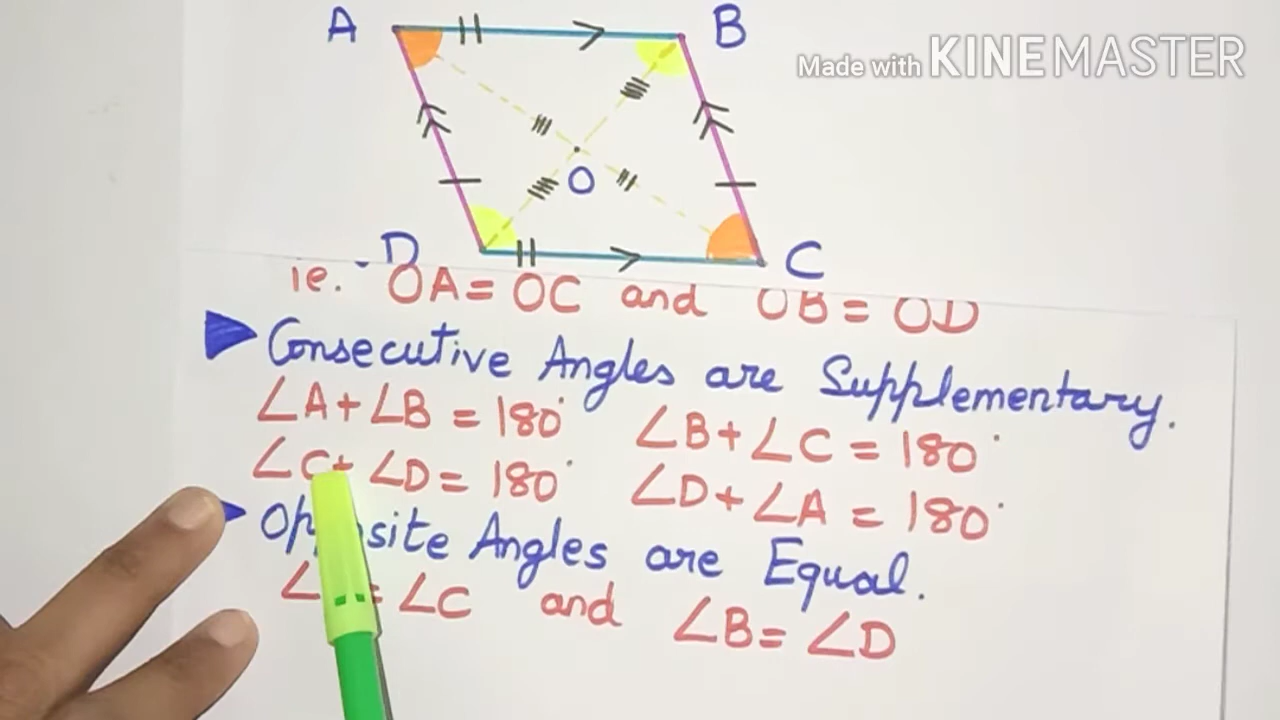 Made with KINEMASTER
A
B
O
D
C
ie. OA = OC and OB = OD
Consecutive Angles are Supplementary.
∠A + ∠B = 180° ∠B + ∠C = 180°
∠C + ∠D = 180° ∠D + ∠A = 180°
Opposite Angles are Equal.
∠ = ∠C and ∠B = ∠D